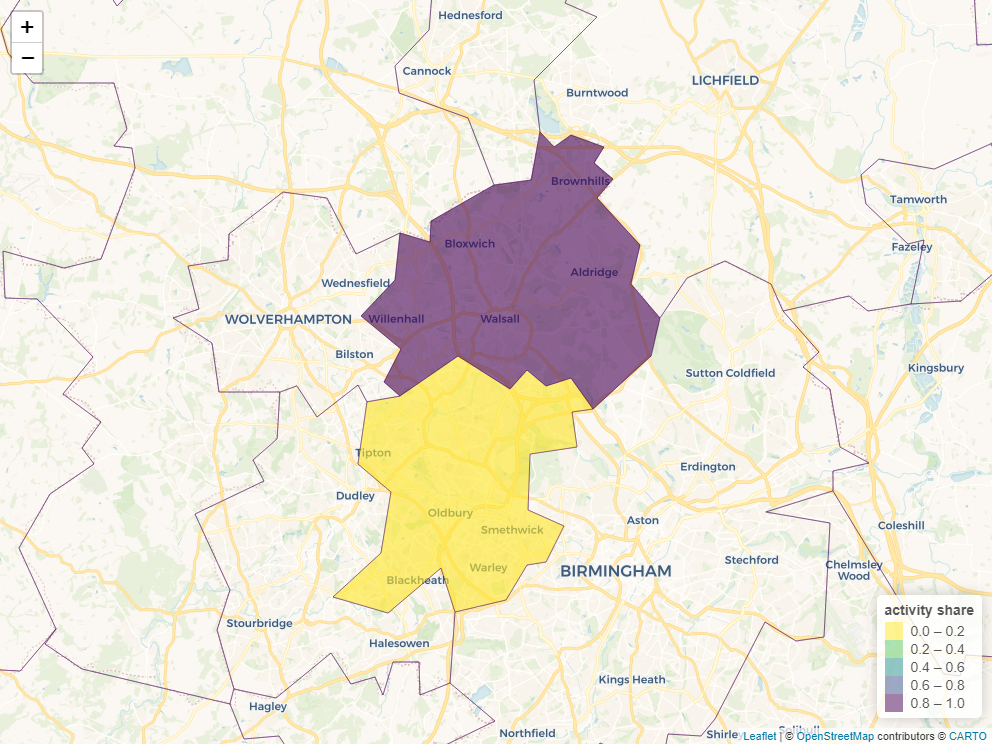 +
−
Hednesford
Cannock
LICHFIELD
Burntwood
Brownhills
Tamworth
Bloxwich
Fazeley
Aldridge
Wednesfield
WOLVERHAMPTON
Willenhall
Walsall
Bilston
Sutton Coldfield
Kingsbury
Tipton
Erdington
Dudley
Oldbury
Aston
Smethwick
Coleshill
Stechford
Warley
BIRMINGHAM
Chelmsley
Wood
Blackheath
Stourbridge
Halesowen
Kings Heath
Hagley
Northfield
Shirley
Solihull
activity share
0.0 – 0.2
0.2 – 0.4
0.4 – 0.6
0.6 – 0.8
0.8 – 1.0
Leaflet | © OpenStreetMap contributors © CARTO